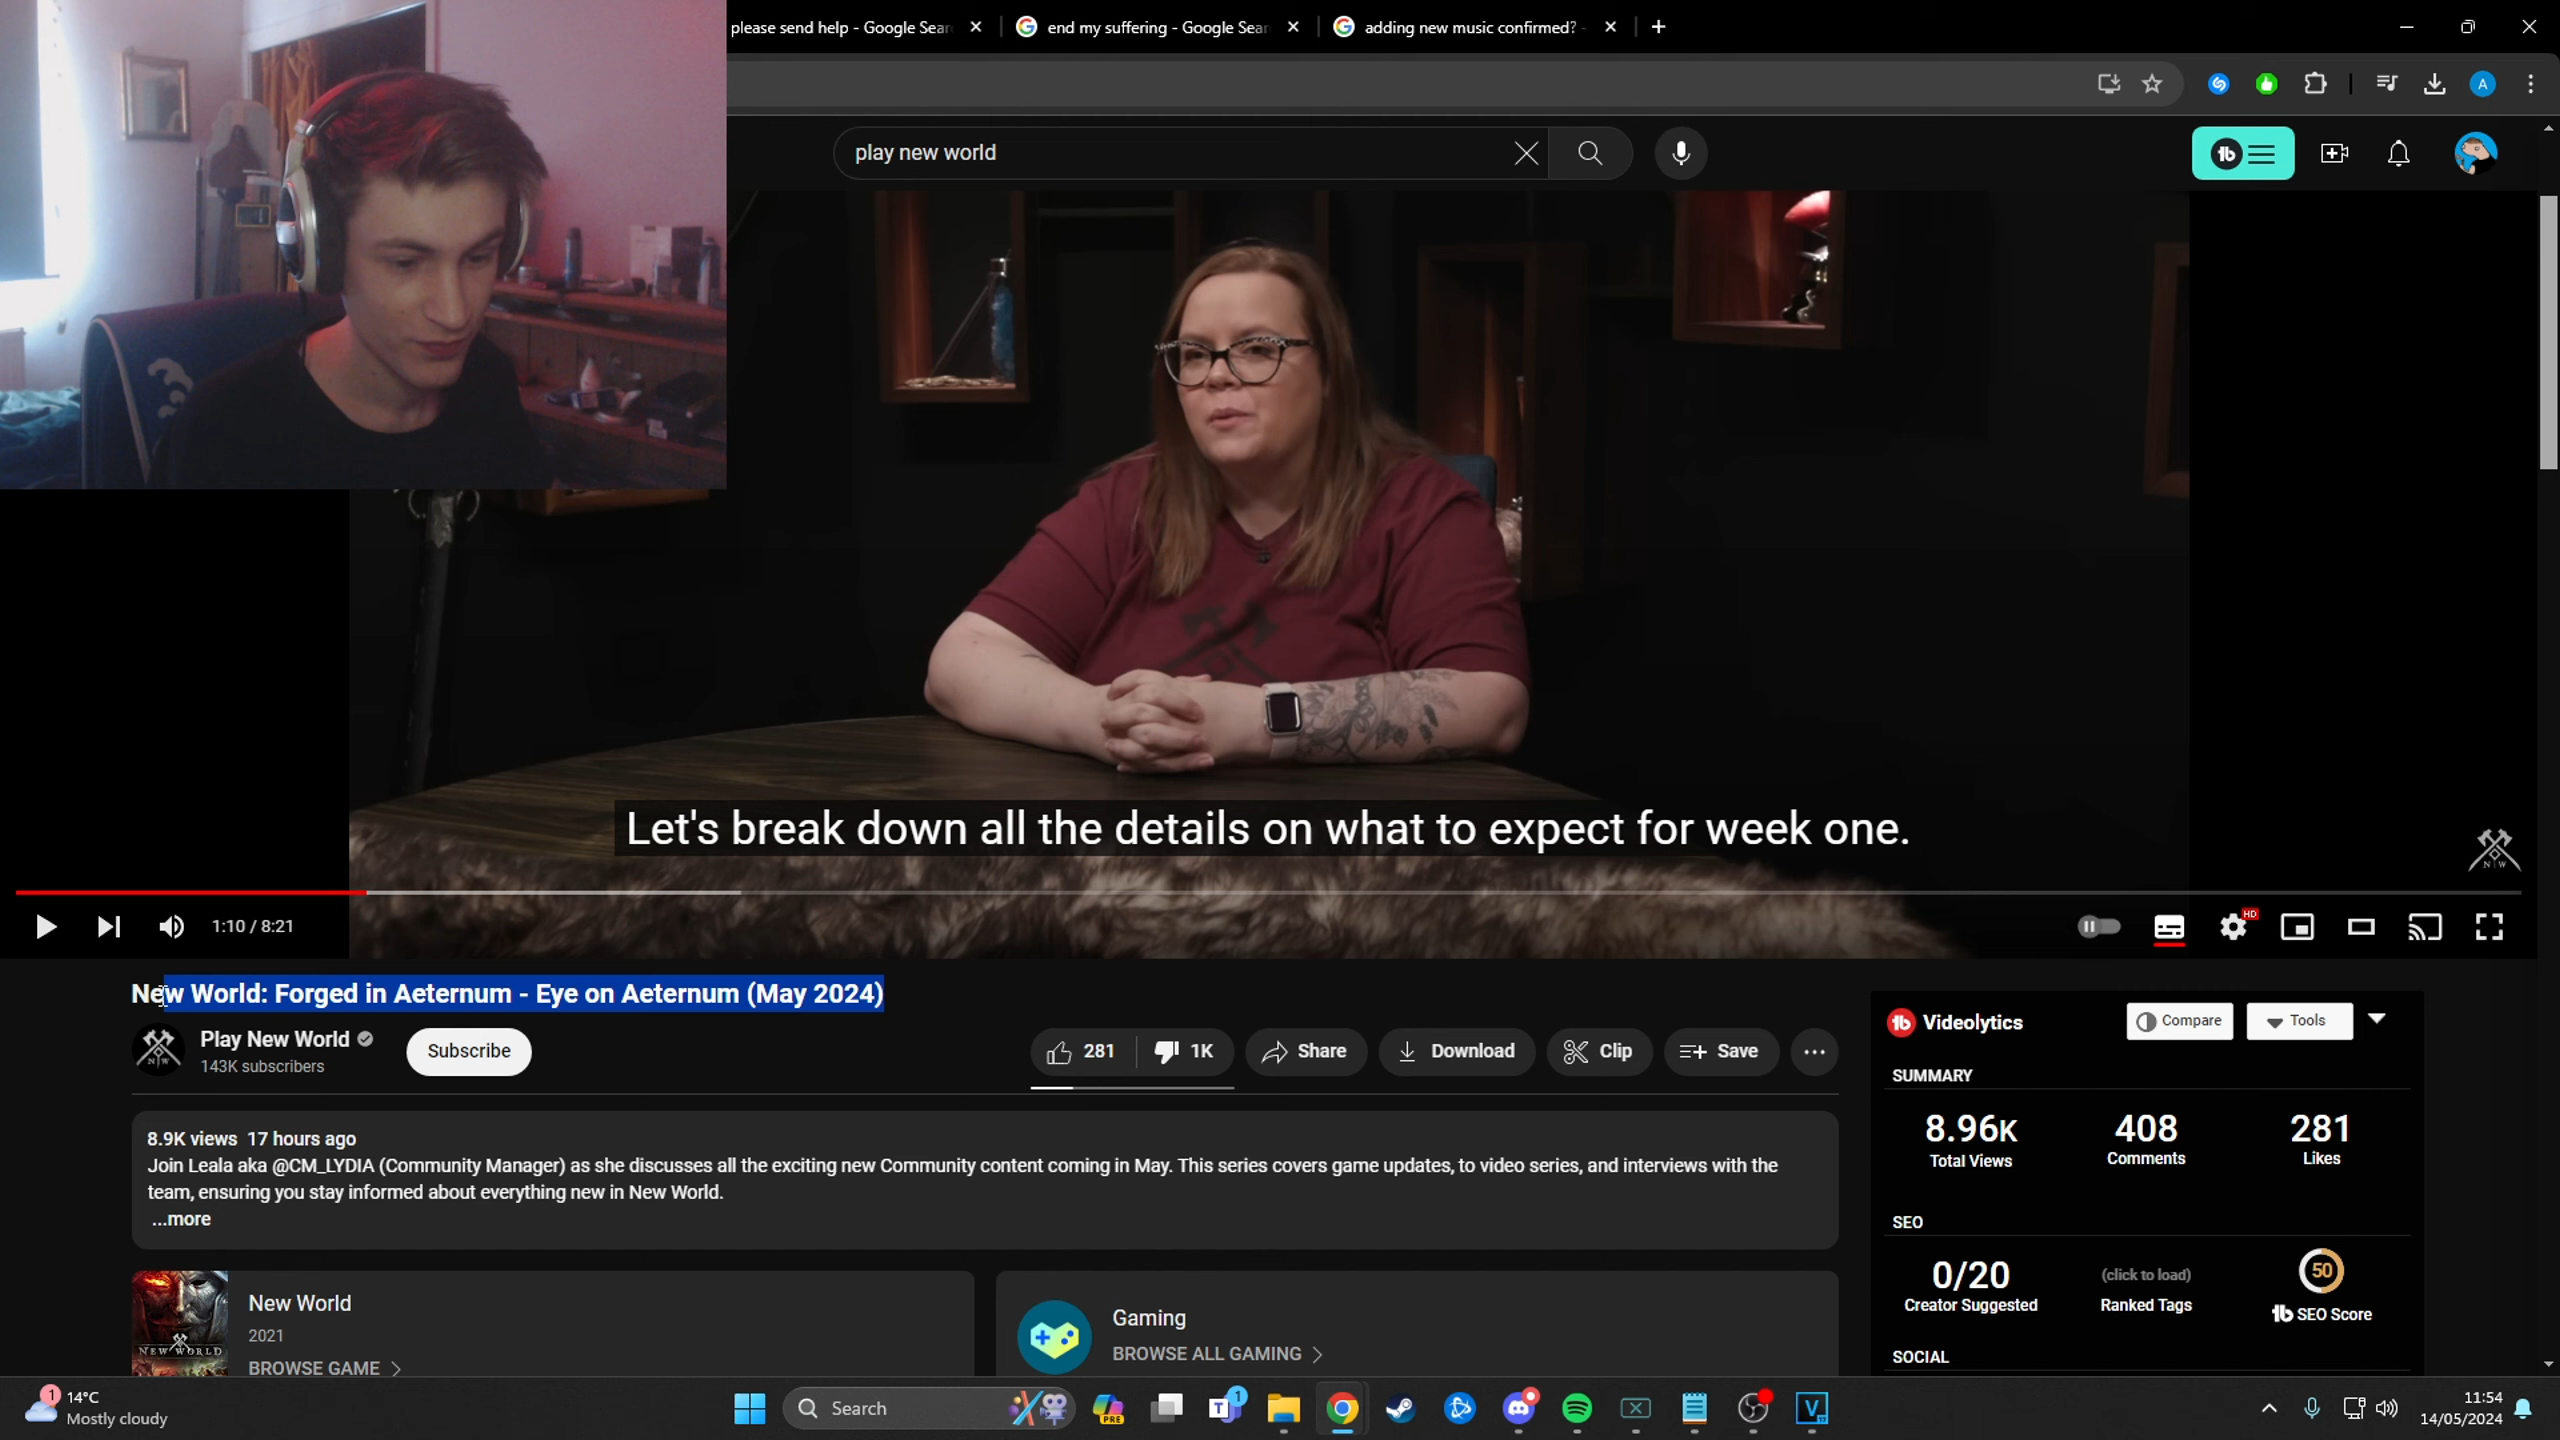 please send help - Google Sear
end my suffering - Google Sear
adding new music confirmed? -
A
play new world
Let's break down all the details on what to expect for week one.
N W
1:10 / 8:21
HD
New World: Forged in Aeternum - Eye on Aeternum (May 2024)
Play New World
143K subscribers
Subscribe
281
1K
Share
Download
Clip
Save
8.9K views 17 hours ago
Join Leala aka @CM_LYDIA (Community Manager) as she discusses all the exciting new Community content coming in May. This series covers game updates, to video series, and interviews with the
team, ensuring you stay informed about everything new in New World.
...more
NEW WORLD
New World
2021
BROWSE GAME
Gaming
BROWSE ALL GAMING
Videolytics
Compare
Tools
SUMMARY
8.96K
Total Views
408
Comments
281
Likes
SEO
0/20
Creator Suggested
(click to load)
Ranked Tags
50
SEO Score
SOCIAL
1
14°C
Mostly cloudy
Search
PRE
1
11:54
14/05/2024